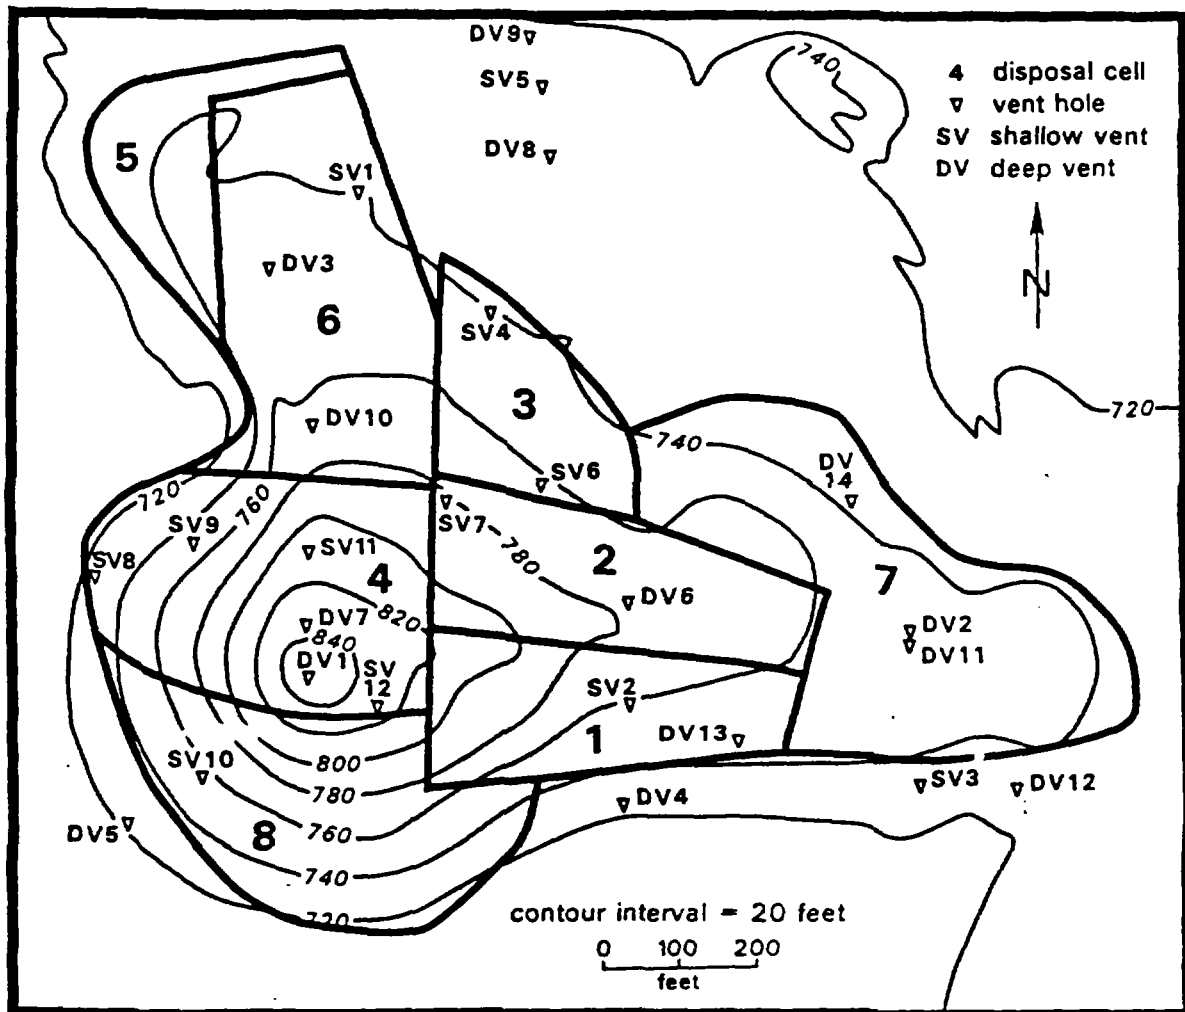 DV9
SV5
DV8
740
4 disposal cell
▽ vent hole
SV shallow vent
DV deep vent
N
5
SV1
DV3
6
SV4
3
DV10
720
740
SV6
DV
14
720
SV9
760
SV7
SV8
SV11
780
2
7
4
820
DV7
DV6
DV2
DV11
840
DV1
SV
12
SV2
SV10
800
1
DV13
780
DV4
SV3
DV12
DV5
8
760
740
720
contour interval = 20 feet
0 100 200
feet